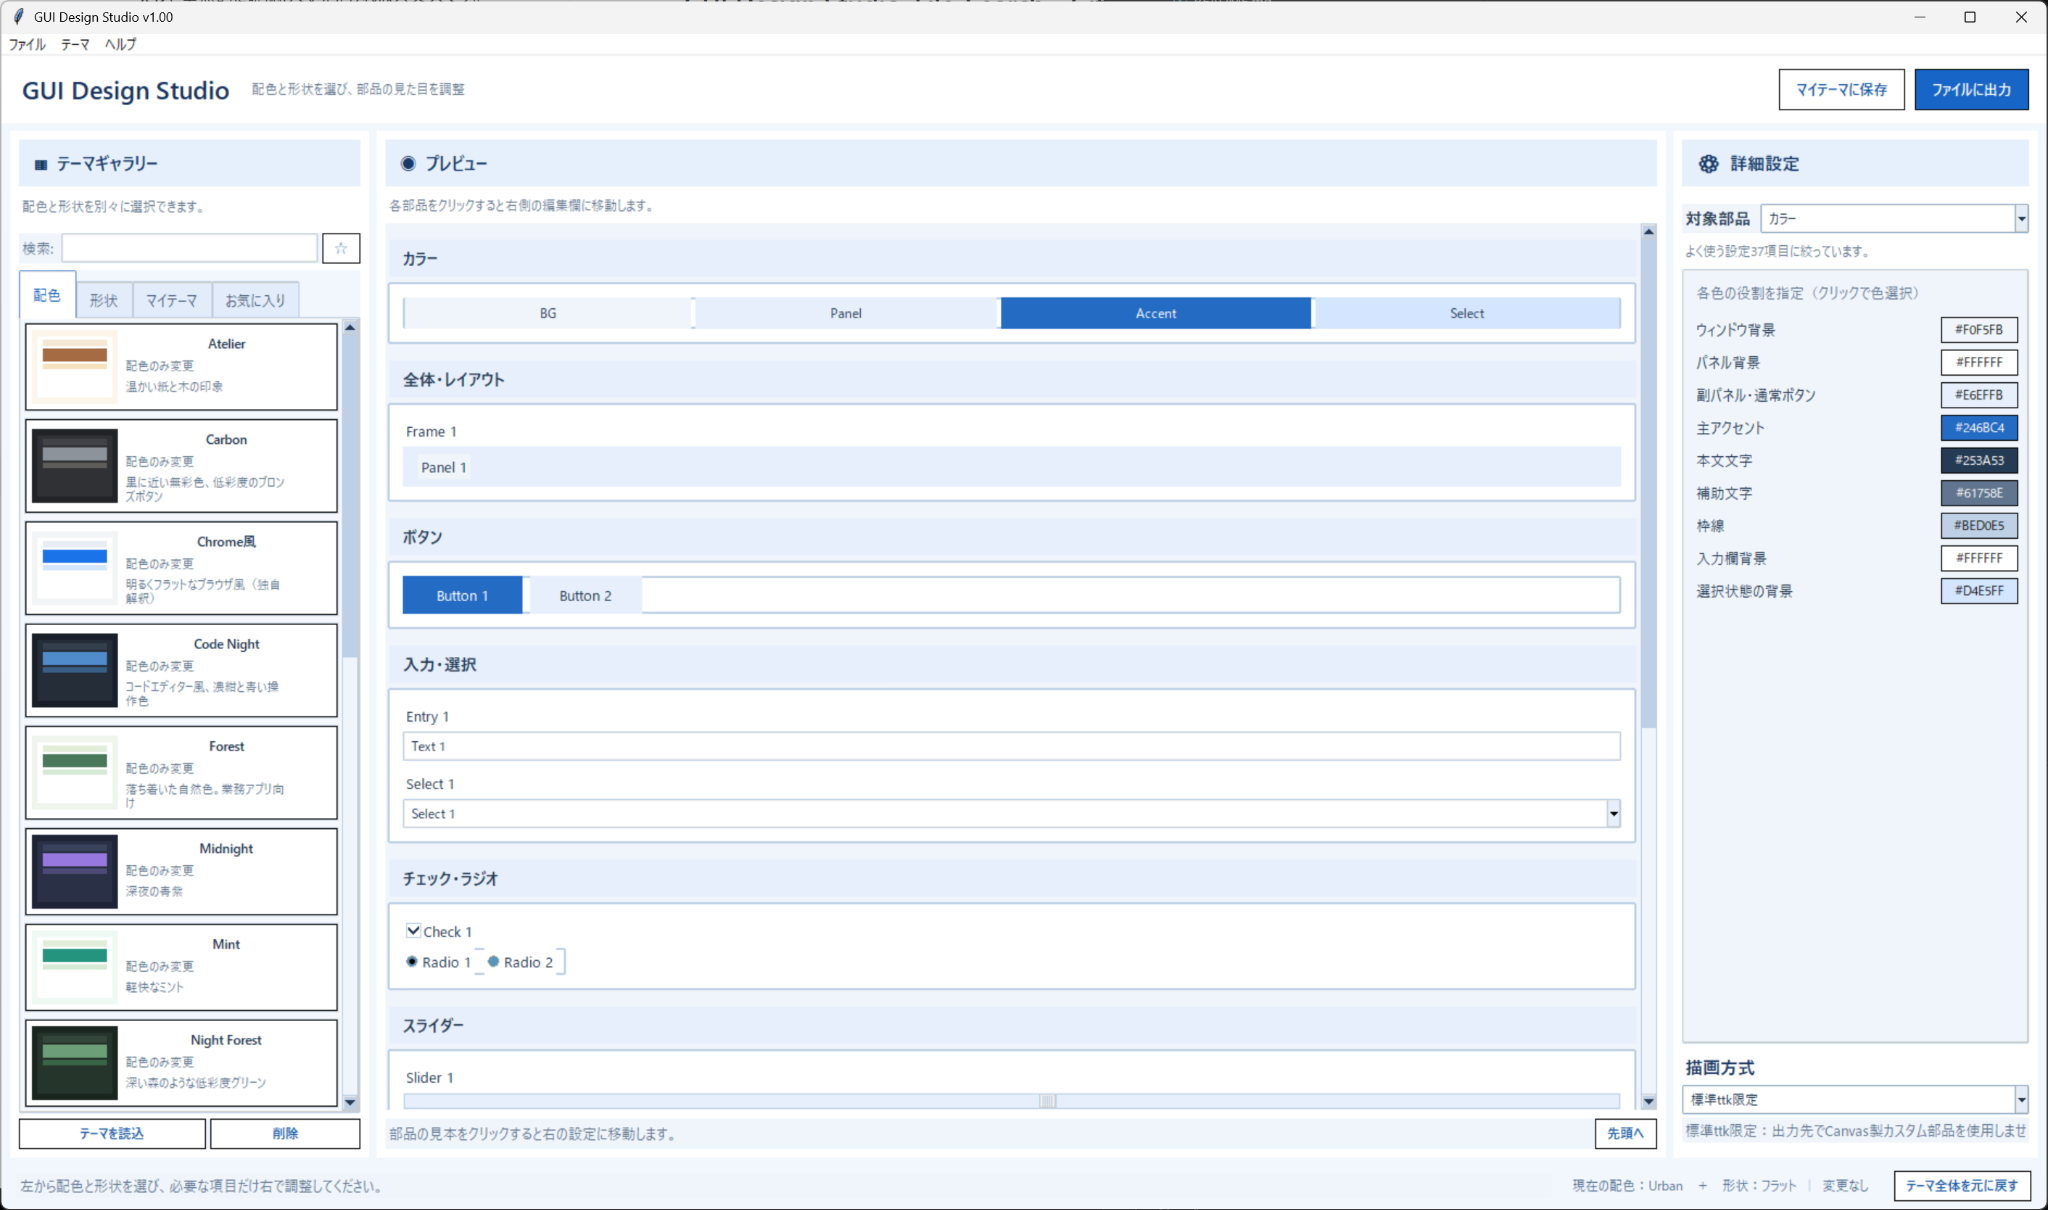 GUI Design Studio v1.00
ファイル テーマ ヘルプ
GUI Design Studio 配色と形状を選び、部品の見た目を調整
マイテーマに保存 ファイルに出力
テーマギャラリー
配色と形状を別々に選択できます。
検索: ☆
配色 形状 マイテーマ お気に入り
Atelier
配色のみ変更
温かい紙と木の印象
Carbon
配色のみ変更
黒に近い無彩色、低彩度のブロン
ズボタン
Chrome風
配色のみ変更
明るくフラットなブラウザ風（独自
解釈）
Code Night
配色のみ変更
コードエディター風、濃紺と青い操
作色
Forest
配色のみ変更
落ち着いた自然色。業務アプリ向
け
Midnight
配色のみ変更
深夜の青紫
Mint
配色のみ変更
軽快なミント
Night Forest
配色のみ変更
深い森のような低彩度グリーン
テーマを読込 削除
プレビュー
各部品をクリックすると右側の編集欄に移動します。
カラー
BG Panel Accent Select
全体・レイアウト
Frame 1
Panel 1
ボタン
Button 1 Button 2
入力・選択
Entry 1
Text 1
Select 1
Select 1
チェック・ラジオ
Check 1
Radio 1 Radio 2
スライダー
Slider 1
部品の見本をクリックすると右の設定に移動します。 先頭へ
詳細設定
対象部品 カラー
よく使う設定37項目に絞っています。
各色の役割を指定（クリックで色選択）
ウィンドウ背景 #F0F5FB
パネル背景 #FFFFFF
副パネル・通常ボタン #E6EFFB
主アクセント #246BC4
本文文字 #253A53
補助文字 #61758E
枠線 #BED0E5
入力欄背景 #FFFFFF
選択状態の背景 #D4E5FF
描画方式
標準ttk限定
標準ttk限定：出力先でCanvas製カスタム部品を使用しませ
左から配色と形状を選び、必要な項目だけ右で調整してください。
現在の配色：Urban + 形状：フラット | 変更なし テーマ全体を元に戻す